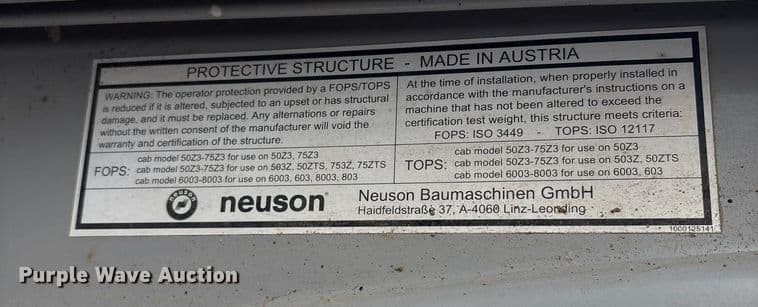 PROTECTIVE STRUCTURE - MADE IN AUSTRIA
WARNING: The operator protection provided by a FOPS/TOPS
is reduced if it is altered, subjected to an upset or has structural
damage, and it must be replaced. Any alternations or repairs
without the written consent of the manufacturer will void the
warranty and certification of the structure.
At the time of installation, when properly installed in
accordance with the manufacturer's instructions on a
machine that has not been altered to exceed the
certification test weight, this structure meets criteria:
FOPS: ISO 3449 - TOPS: ISO 12117
FOPS:
cab model 50Z3-75Z3 for use on 50Z3, 75Z3
cab model 50Z3-75Z3 for use on 503Z, 50ZTS, 753Z, 75ZTS
cab model 6003-8003 for use on 6003, 603, 8003, 803
TOPS:
cab model 50Z3-75Z3 for use on 50Z3
cab model 50Z3-75Z3 for use on 503Z, 50ZTS
cab model 6003-8003 for use on 6003, 603
NEUSON
neuson
Neuson Baumaschinen GmbH
Haidfeldstraße 37, A-4060 Linz-Leonding
1000125141
Purple Wave Auction